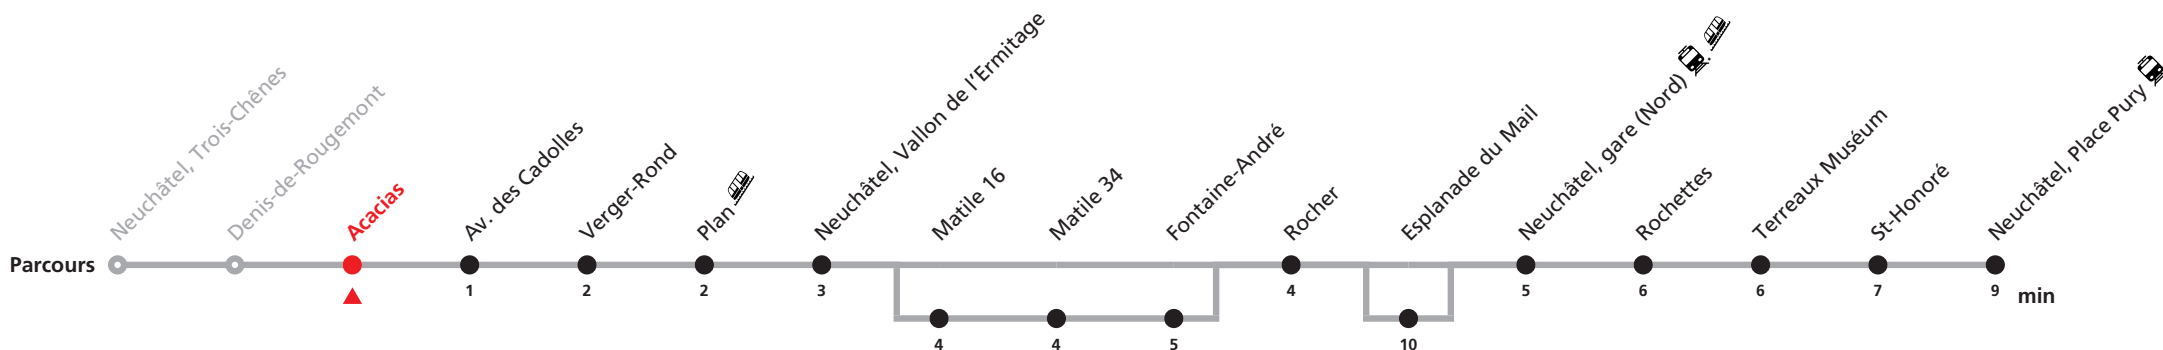 Neuchâtel, Trois-Chênes
Denis-de-Rougemont
Acacias
Av. des Cadolles
Verger-Rond
Plan
Neuchâtel, Vallon de l'Ermitage
Matile 16
Matile 34
Fontaine-André
Rocher
Esplanade du Mail
Neuchâtel, gare (Nord)
Rochettes
Terreaux Muséum
St-Honoré
Neuchâtel, Place Pury
Parcours
1 2 2 3 4 5 6 6 7 9 min
4 4 5 10